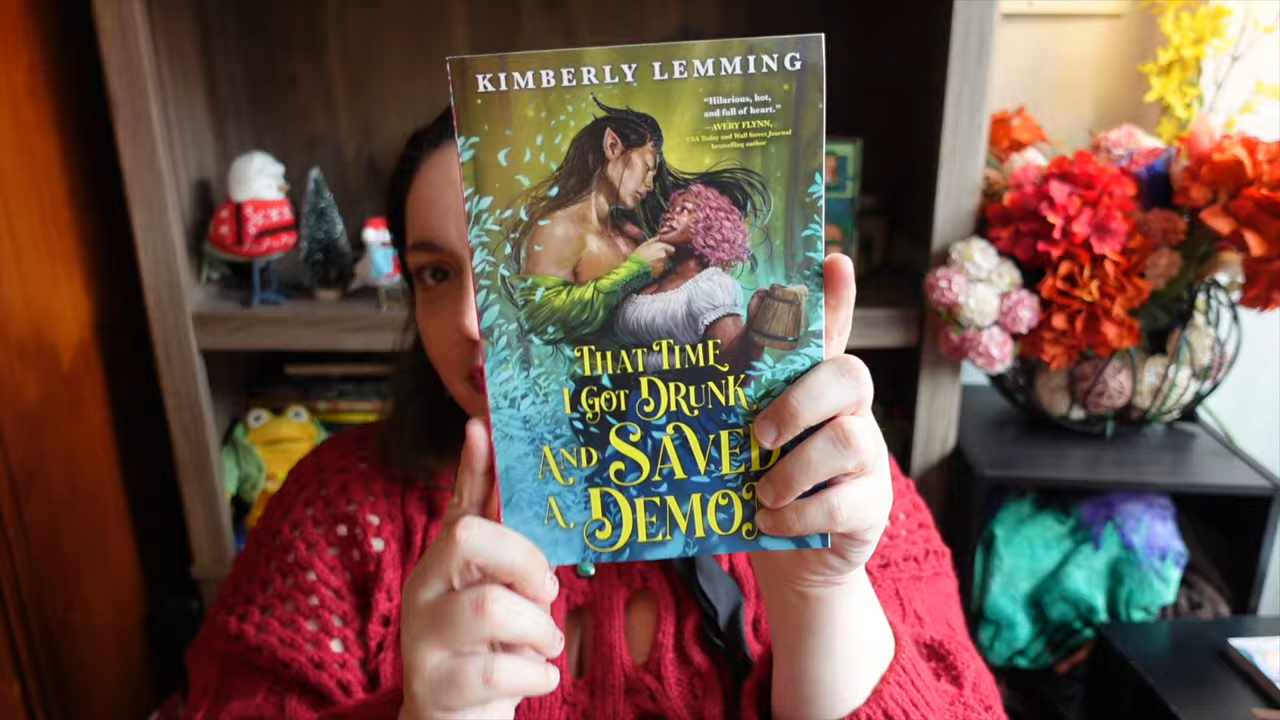 KIMBERLY LEMMING
"Hilarious, hot,
and full of heart."
—AVERY FLYNN,
USA Today and Wall Street Journal
bestselling author
THAT TIME
I GOT DRUNK
AND SAVED
A DEMON